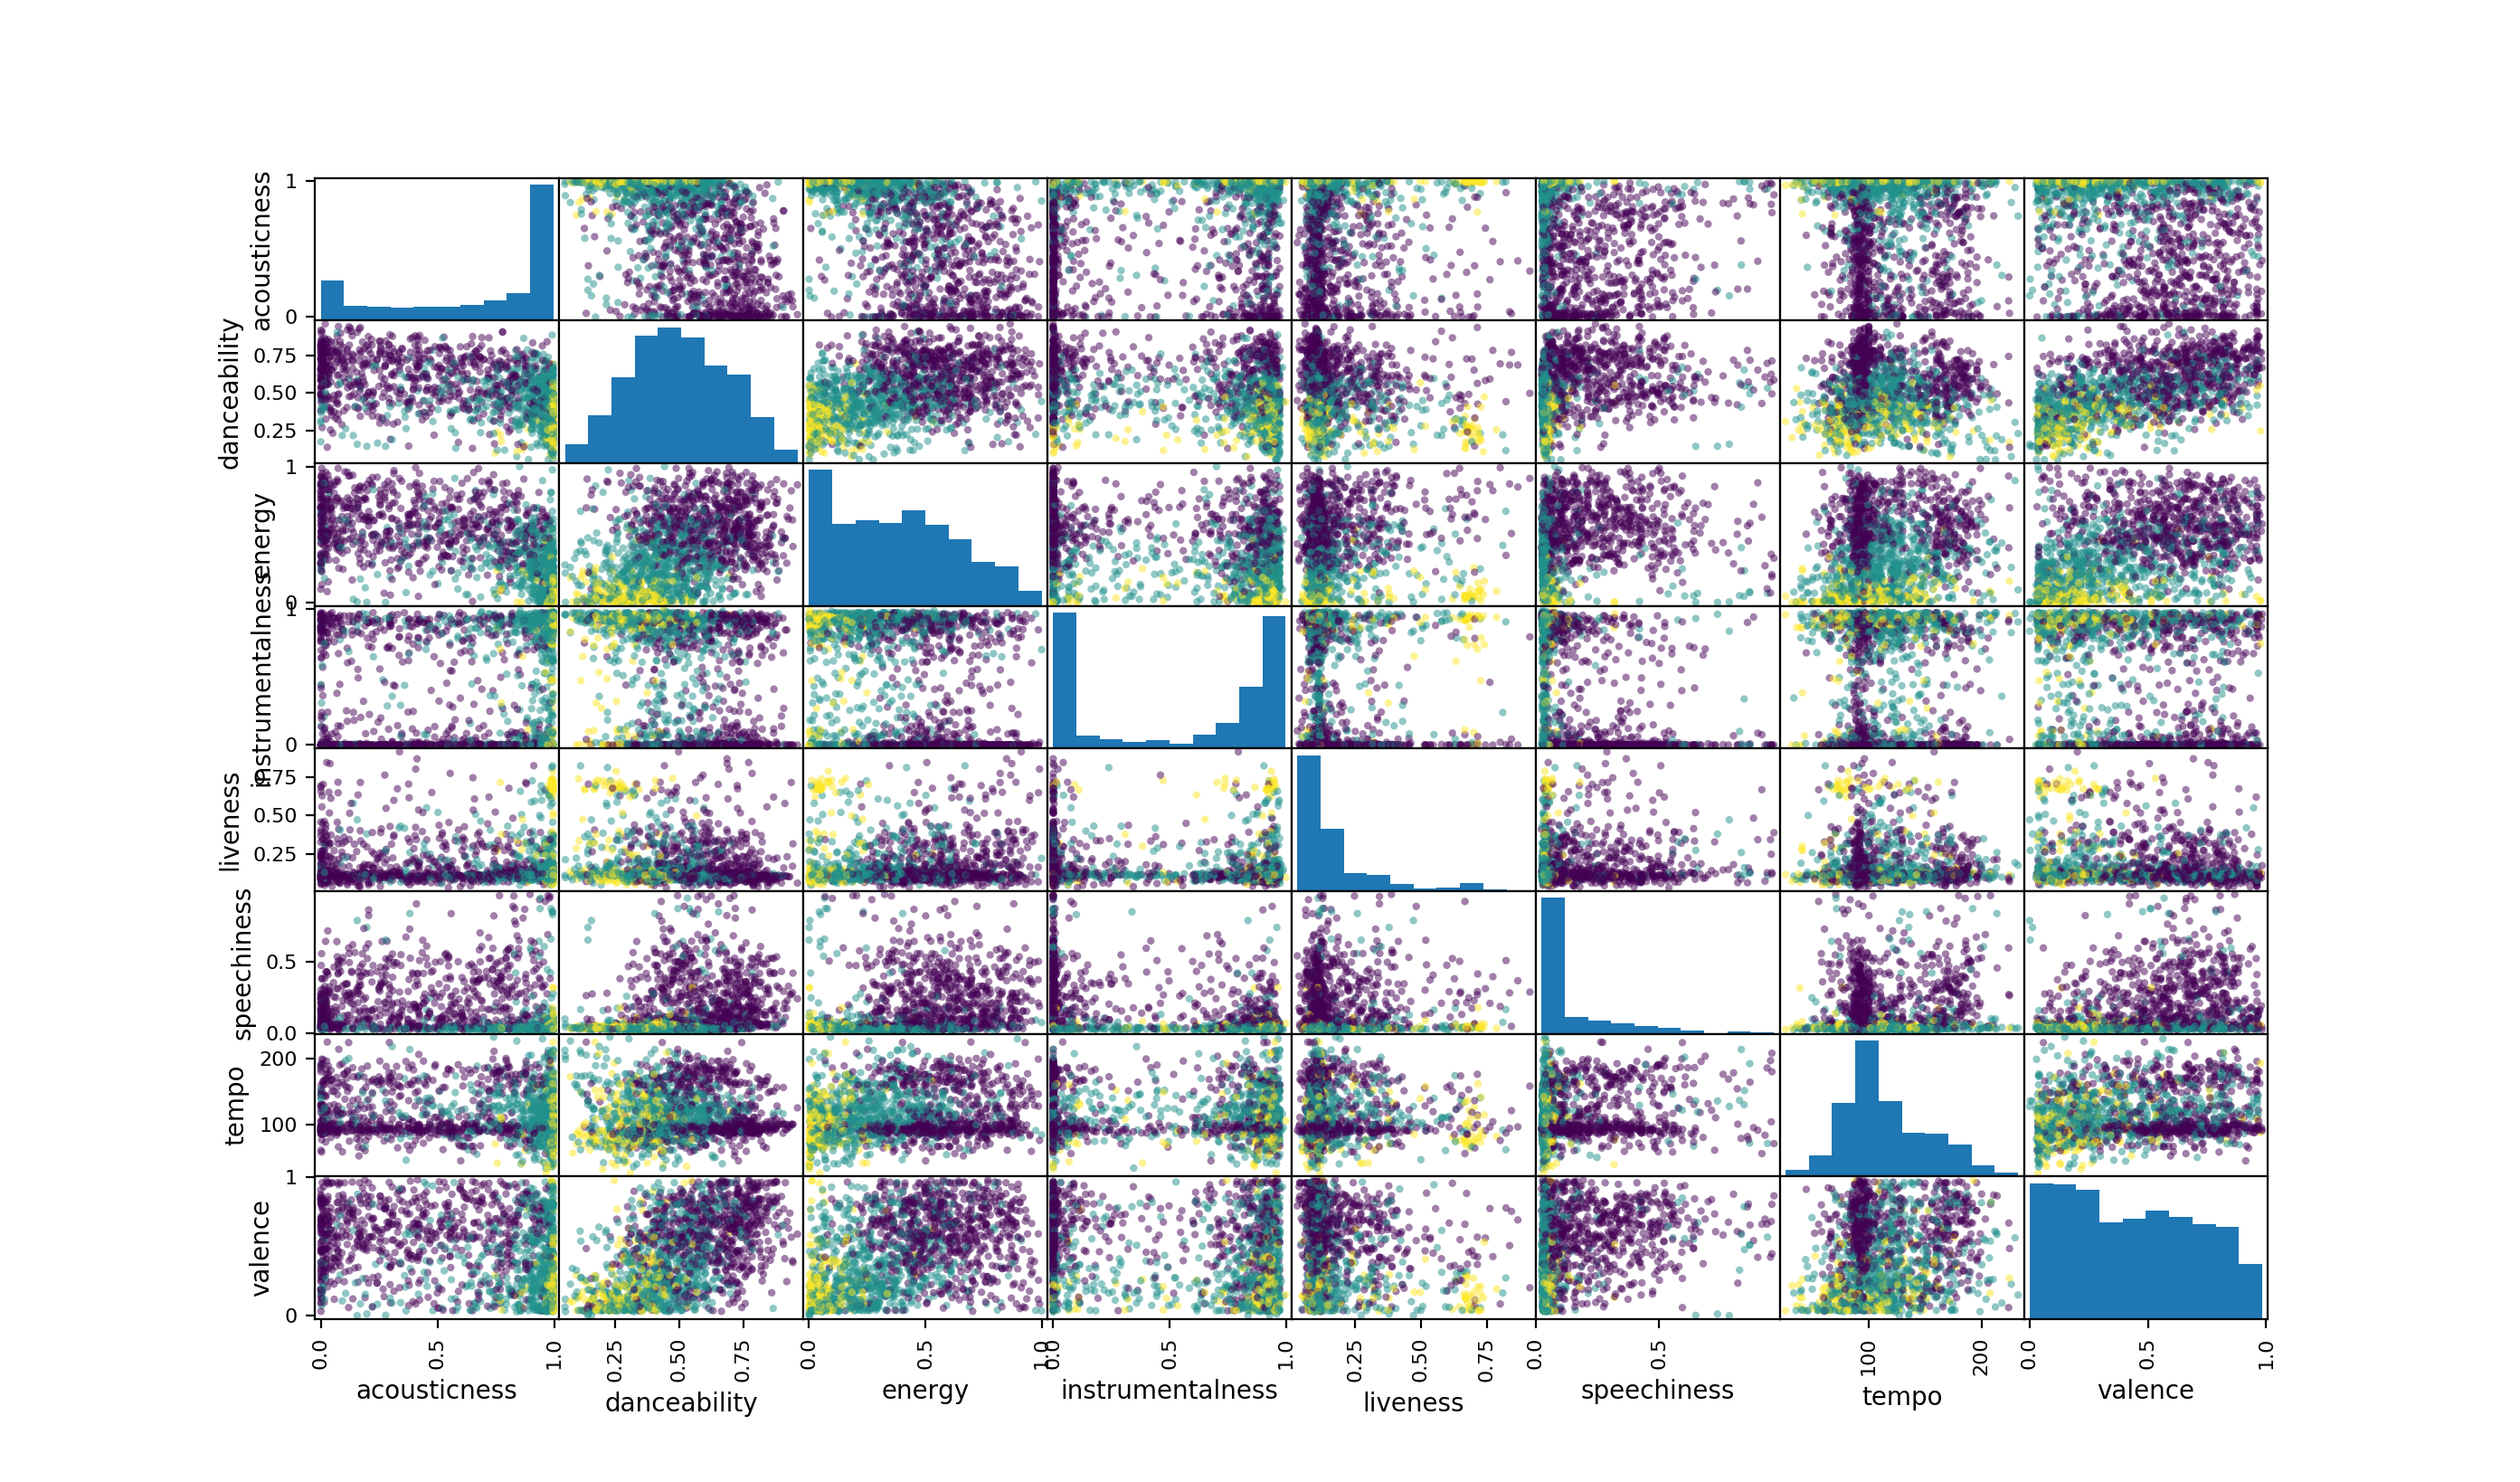 acousticness
1
0
danceability
0.75
0.50
0.25
energy
1
0
instrumentalness
1
0
liveness
0.75
0.50
0.25
speechiness
0.5
0.0
tempo
200
100
valence
1
0
0.0 0.5 1.0 0.25 0.50 0.75 0.0 0.5 1.0 0.0 0.5 1.0 0.25 0.50 0.75 0.0 0.5 100 200 0.0 0.5 1.0
acousticness danceability energy instrumentalness liveness speechiness tempo valence